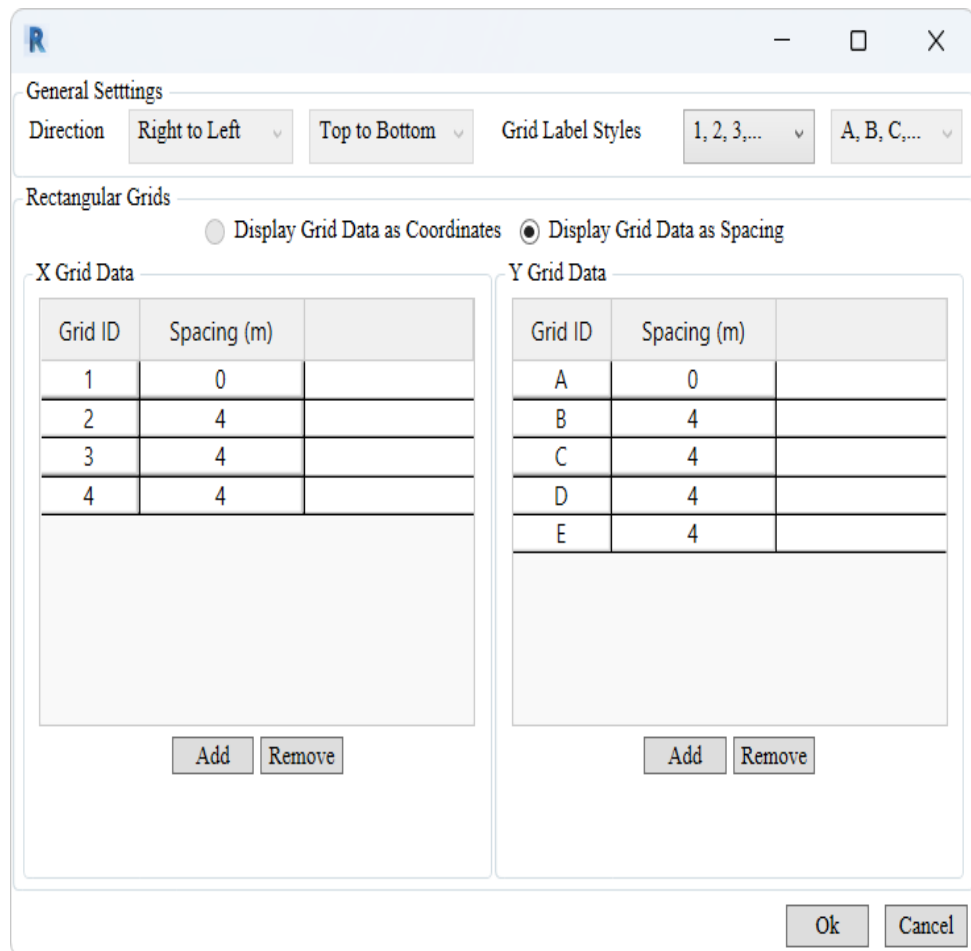 R
General Setttings
Direction Right to Left Top to Bottom Grid Label Styles 1, 2, 3,... A, B, C,...
Rectangular Grids
Display Grid Data as Coordinates Display Grid Data as Spacing
X Grid Data
Grid ID Spacing (m)
1 0
2 4
3 4
4 4
Add Remove
Y Grid Data
Grid ID Spacing (m)
A 0
B 4
C 4
D 4
E 4
Add Remove
Ok Cancel